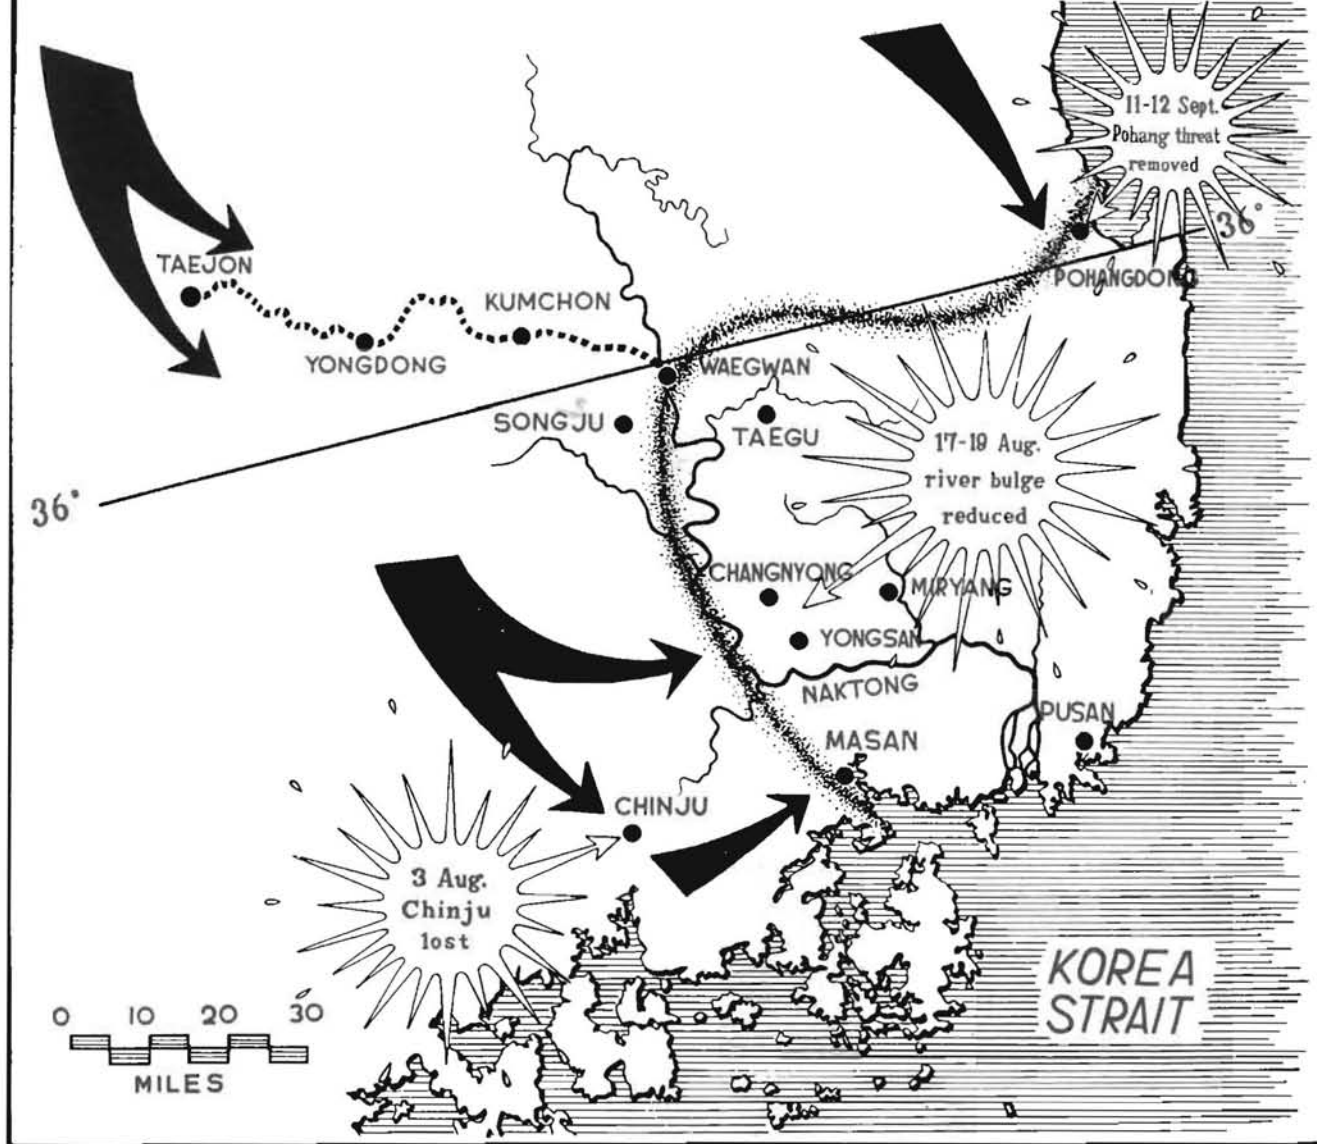 11-12 Sept.
Pohang threat
removed
36°
TAEJON
POHANGDONG
KUMCHON
YONGDONG
WAEGWAN
SONGJU
TAEGU
17-19 Aug.
river bulge
reduced
36°
CHANGNYONG
MIRYANG
YONGSAN
NAKTONG
PUSAN
MASAN
CHINJU
3 Aug.
Chinju
lost
KOREA
STRAIT
0 10 20 30
MILES